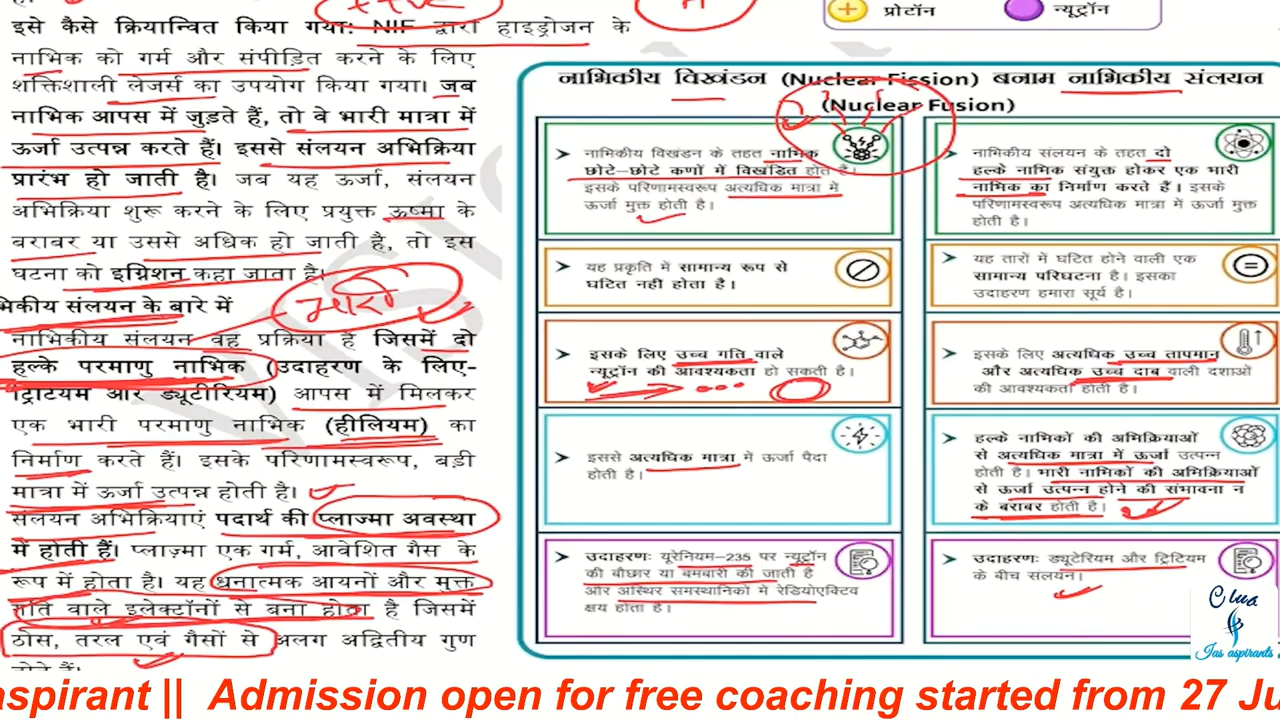 इसे कैसे क्रियान्वित किया गया: NIF द्वारा हाइड्रोजन के
नाभिक को गर्म और संपीड़ित करने के लिए
शक्तिशाली लेजर्स का उपयोग किया गया। जब
नाभिक आपस में जुड़ते हैं, तो वे भारी मात्रा में
ऊर्जा उत्पन्न करते हैं। इससे संलयन अभिक्रिया
प्रारंभ हो जाती है। जब यह ऊर्जा, संलयन
अभिक्रिया शुरू करने के लिए प्रयुक्त ऊष्मा के
बराबर या उससे अधिक हो जाती है, तो इस
घटना को इग्निशन कहा जाता है।
भिकीय संलयन के बारे में
नाभिकीय संलयन वह प्रक्रिया है जिसमें दो
हल्के परमाणु नाभिक (उदाहरण के लिए-
ट्रिटियम और ड्यूटीरियम) आपस में मिलकर
एक भारी परमाणु नाभिक (हीलियम) का
निर्माण करते हैं। इसके परिणामस्वरूप, बड़ी
मात्रा में ऊर्जा उत्पन्न होती है।
संलयन अभिक्रियाएं पदार्थ की प्लाज्मा अवस्था
में होती हैं। प्लाज़्मा एक गर्म, आवेशित गैस के
रूप में होता है। यह धनात्मक आयनों और मुक्त
गति वाले इलेक्ट्रॉनों से बना होता है जिसमें
ठोस, तरल एवं गैसों से अलग अद्वितीय गुण
प्रोटॉन
न्यूट्रॉन
नाभिकीय विखंडन (Nuclear Fission) बनाम नाभिकीय संलयन
(Nuclear Fusion)
नाभिकीय विखंडन के तहत नाभिक
छोटे-छोटे कणों में विखंडित होते हैं।
इसके परिणामस्वरूप अत्यधिक मात्रा में
ऊर्जा मुक्त होती है।
नाभिकीय संलयन के तहत दो
हल्के नाभिक संयुक्त होकर एक भारी
नाभिक का निर्माण करते हैं। इसके
परिणामस्वरूप अत्यधिक मात्रा में ऊर्जा मुक्त
होती है।
यह प्रकृति में सामान्य रूप से
घटित नहीं होता है।
यह तारों में घटित होने वाली एक
सामान्य परिघटना है। इसका
उदाहरण हमारा सूर्य है।
इसके लिए उच्च गति वाले
न्यूट्रॉन की आवश्यकता हो सकती है।
इसके लिए अत्यधिक उच्च तापमान
और अत्यधिक उच्च दाब वाली दशाओं
की आवश्यकता होती है।
इससे अत्यधिक मात्रा में ऊर्जा पैदा
होती है।
हल्के नाभिकों की अभिक्रियाओं
से अत्यधिक मात्रा में ऊर्जा उत्पन्न
होती है। भारी नाभिकों की अभिक्रियाओं
से ऊर्जा उत्पन्न होने की संभावना न
के बराबर होती है।
उदाहरणः यूरेनियम-235 पर न्यूट्रॉन
की बौछार या बमबारी की जाती है
और अस्थिर समस्थानिकों में रेडियोएक्टिव
क्षय होता है।
उदाहरणः ड्यूटेरियम और ट्रिटियम
के बीच संलयन।
Ias aspirants
aspirant || Admission open for free coaching started from 27 Ju